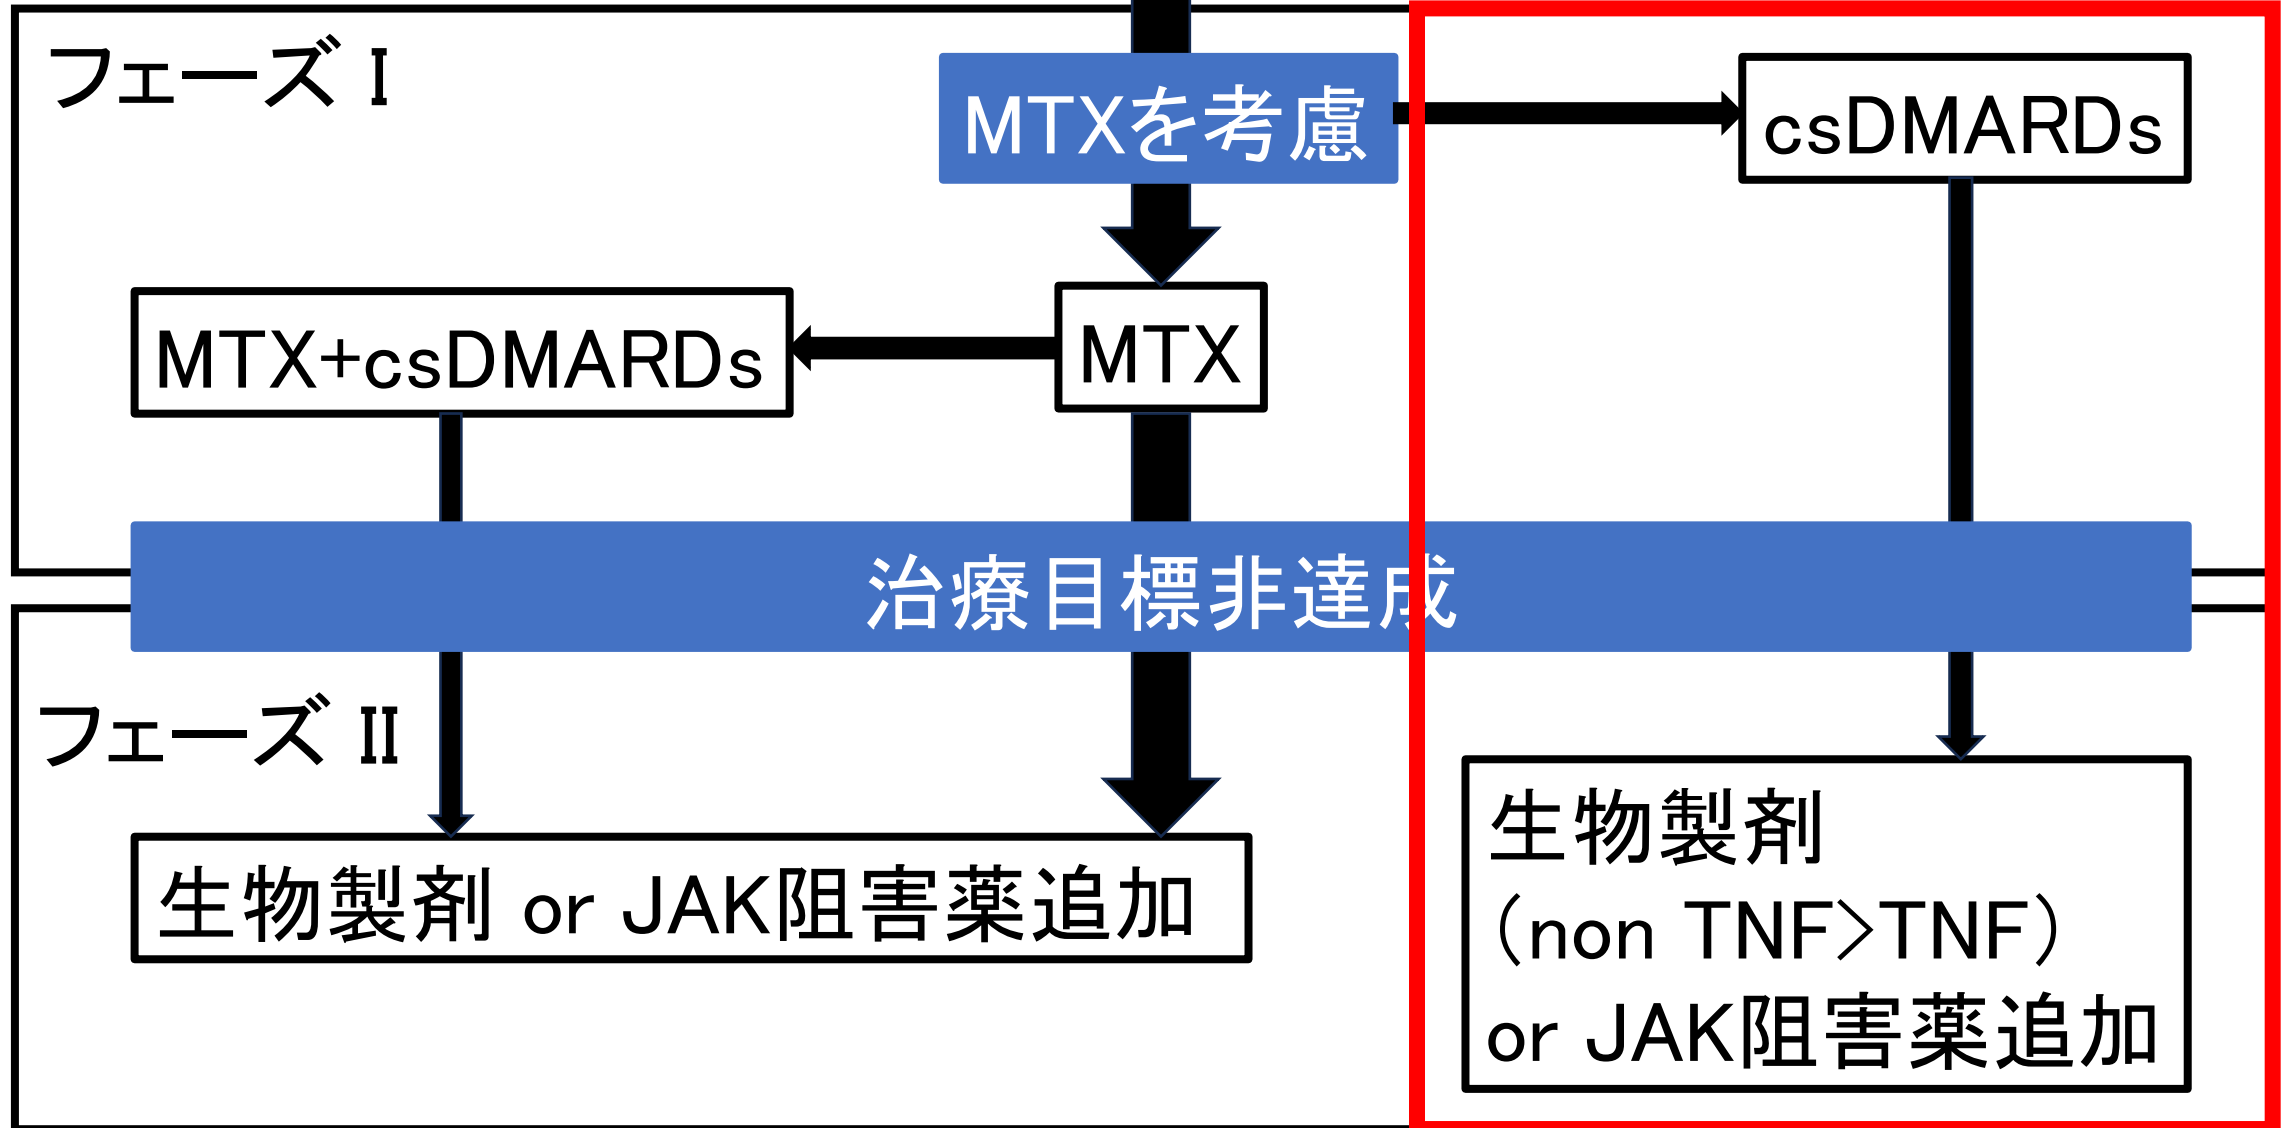 フェーズ Ⅰ
MTXを考慮
csDMARDs
MTX+csDMARDs
MTX
治療目標非達成
フェーズ Ⅱ
生物製剤 or JAK阻害薬追加
生物製剤
（non TNF>TNF）
or JAK阻害薬追加